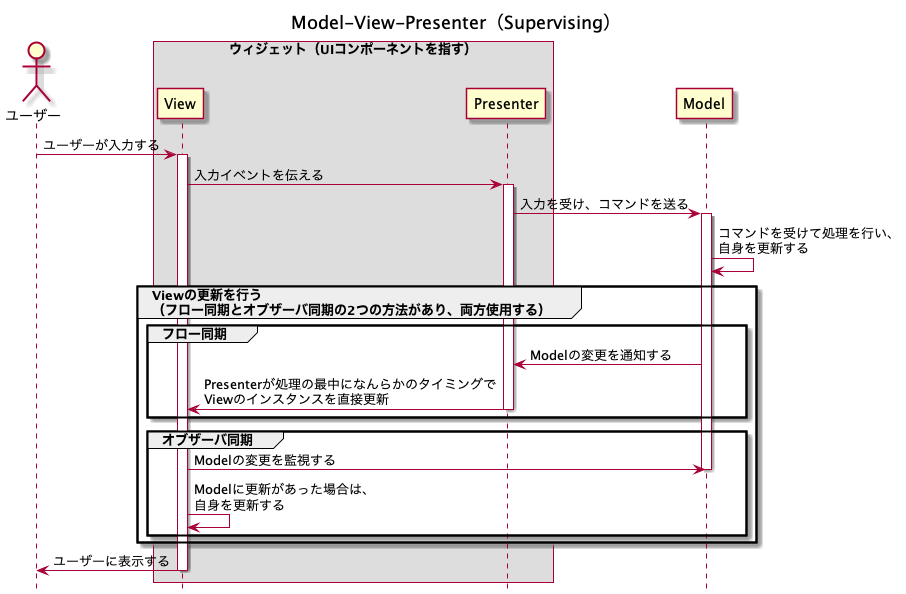 Model-View-Presenter（Supervising）
ウィジェット（UIコンポーネントを指す）
ユーザー
View
Presenter
Model
ユーザーが入力する
入力イベントを伝える
入力を受け、コマンドを送る
コマンドを受けて処理を行い、
自身を更新する
Viewの更新を行う
（フロー同期とオブザーバ同期の2つの方法があり、両方使用する）
フロー同期
Modelの変更を通知する
Presenterが処理の最中になんらかのタイミングで
Viewのインスタンスを直接更新
オブザーバ同期
Modelの変更を監視する
Modelに更新があった場合は、
自身を更新する
ユーザーに表示する